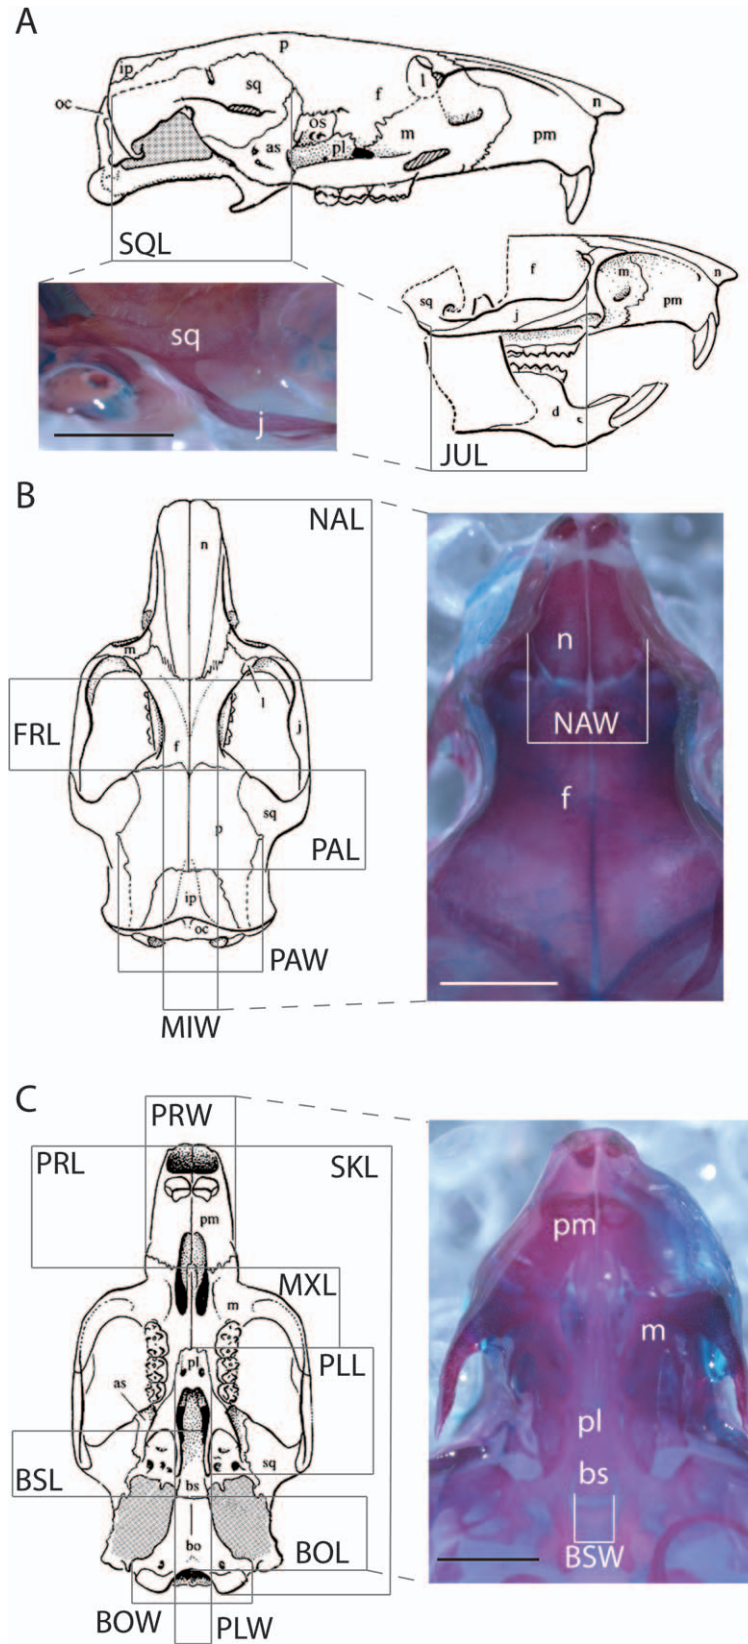 A
p
ip
sq
l
oc
f
n
os
m
as
pl
pm
SQL
f
n
sq
m
j
pm
sq
d
j
JUL
B
NAL
n
m
n
l
NAW
FRL
j
f
f
sq
p
PAL
ip
oc
PAW
MIW
C
PRW
PRL
SKL
pm
pm
MXL
m
m
PLL
pl
as
pl
sq
bs
BSL
bs
BOL
bo
BSW
BOW
PLW